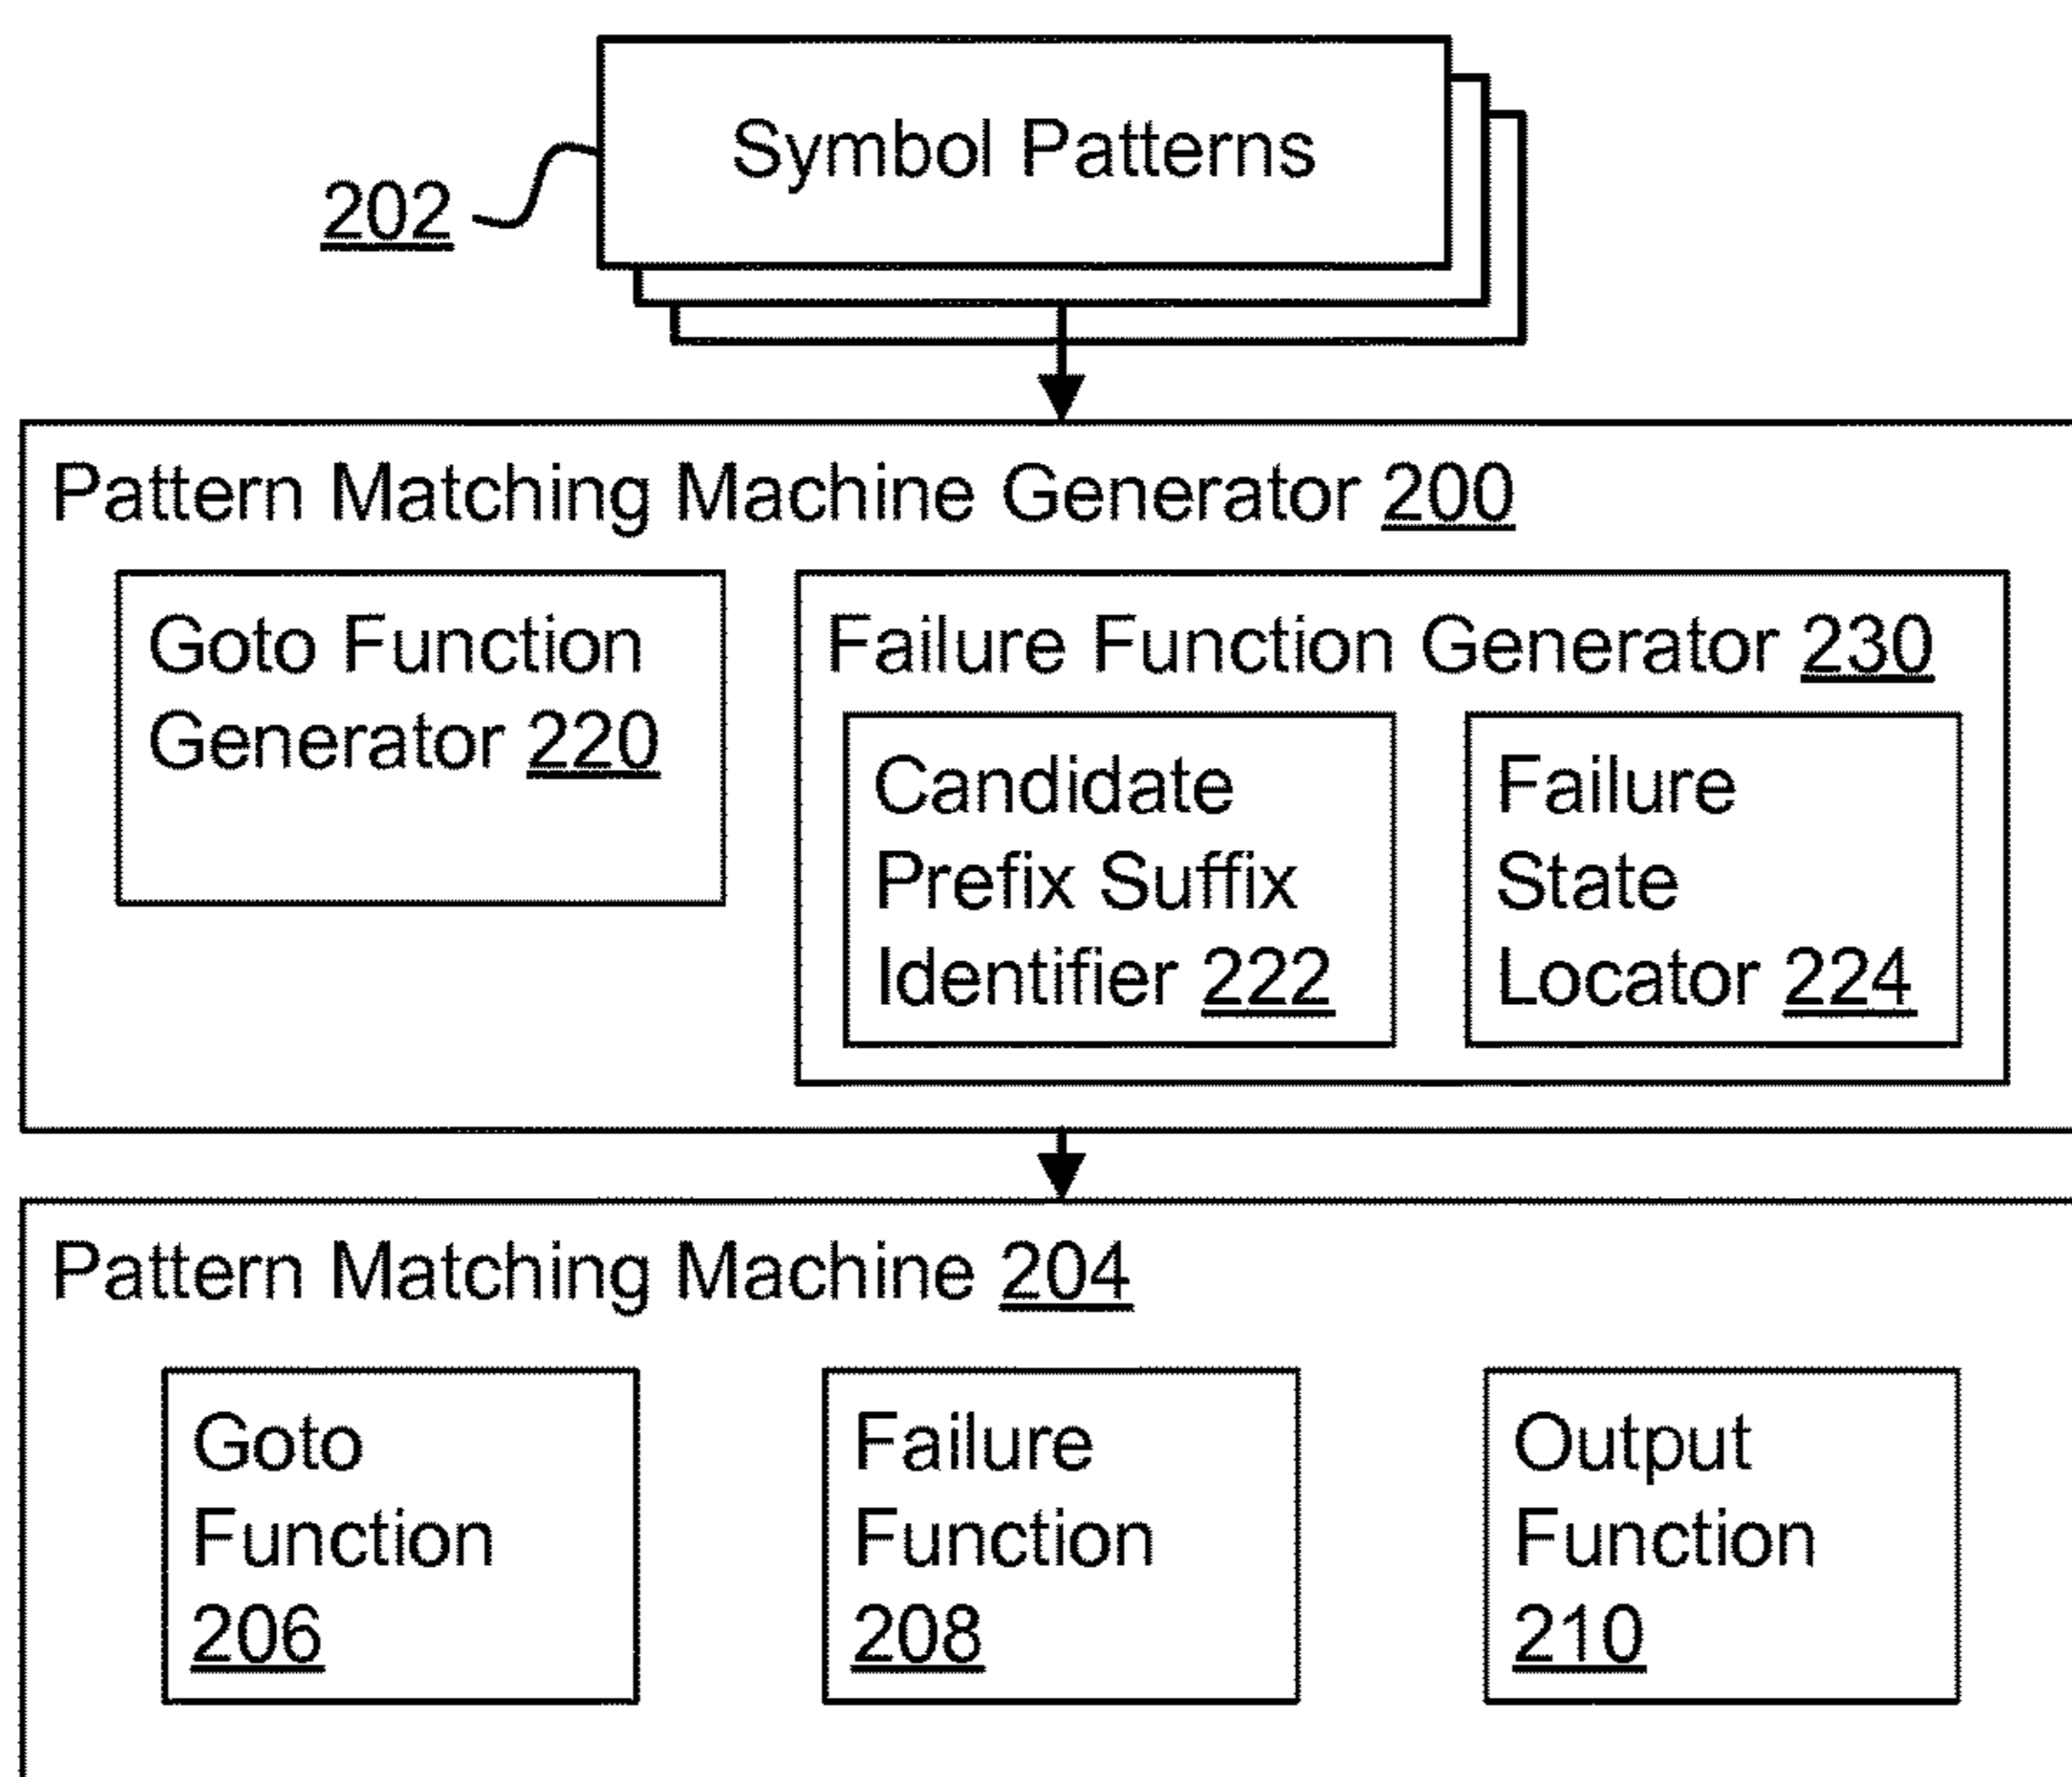 Symbol Patterns
202
Pattern Matching Machine Generator 200
Goto Function
Generator 220
Failure Function Generator 230
Candidate
Prefix Suffix
Identifier 222
Failure
State
Locator 224
Pattern Matching Machine 204
Goto
Function
206
Failure
Function
208
Output
Function
210